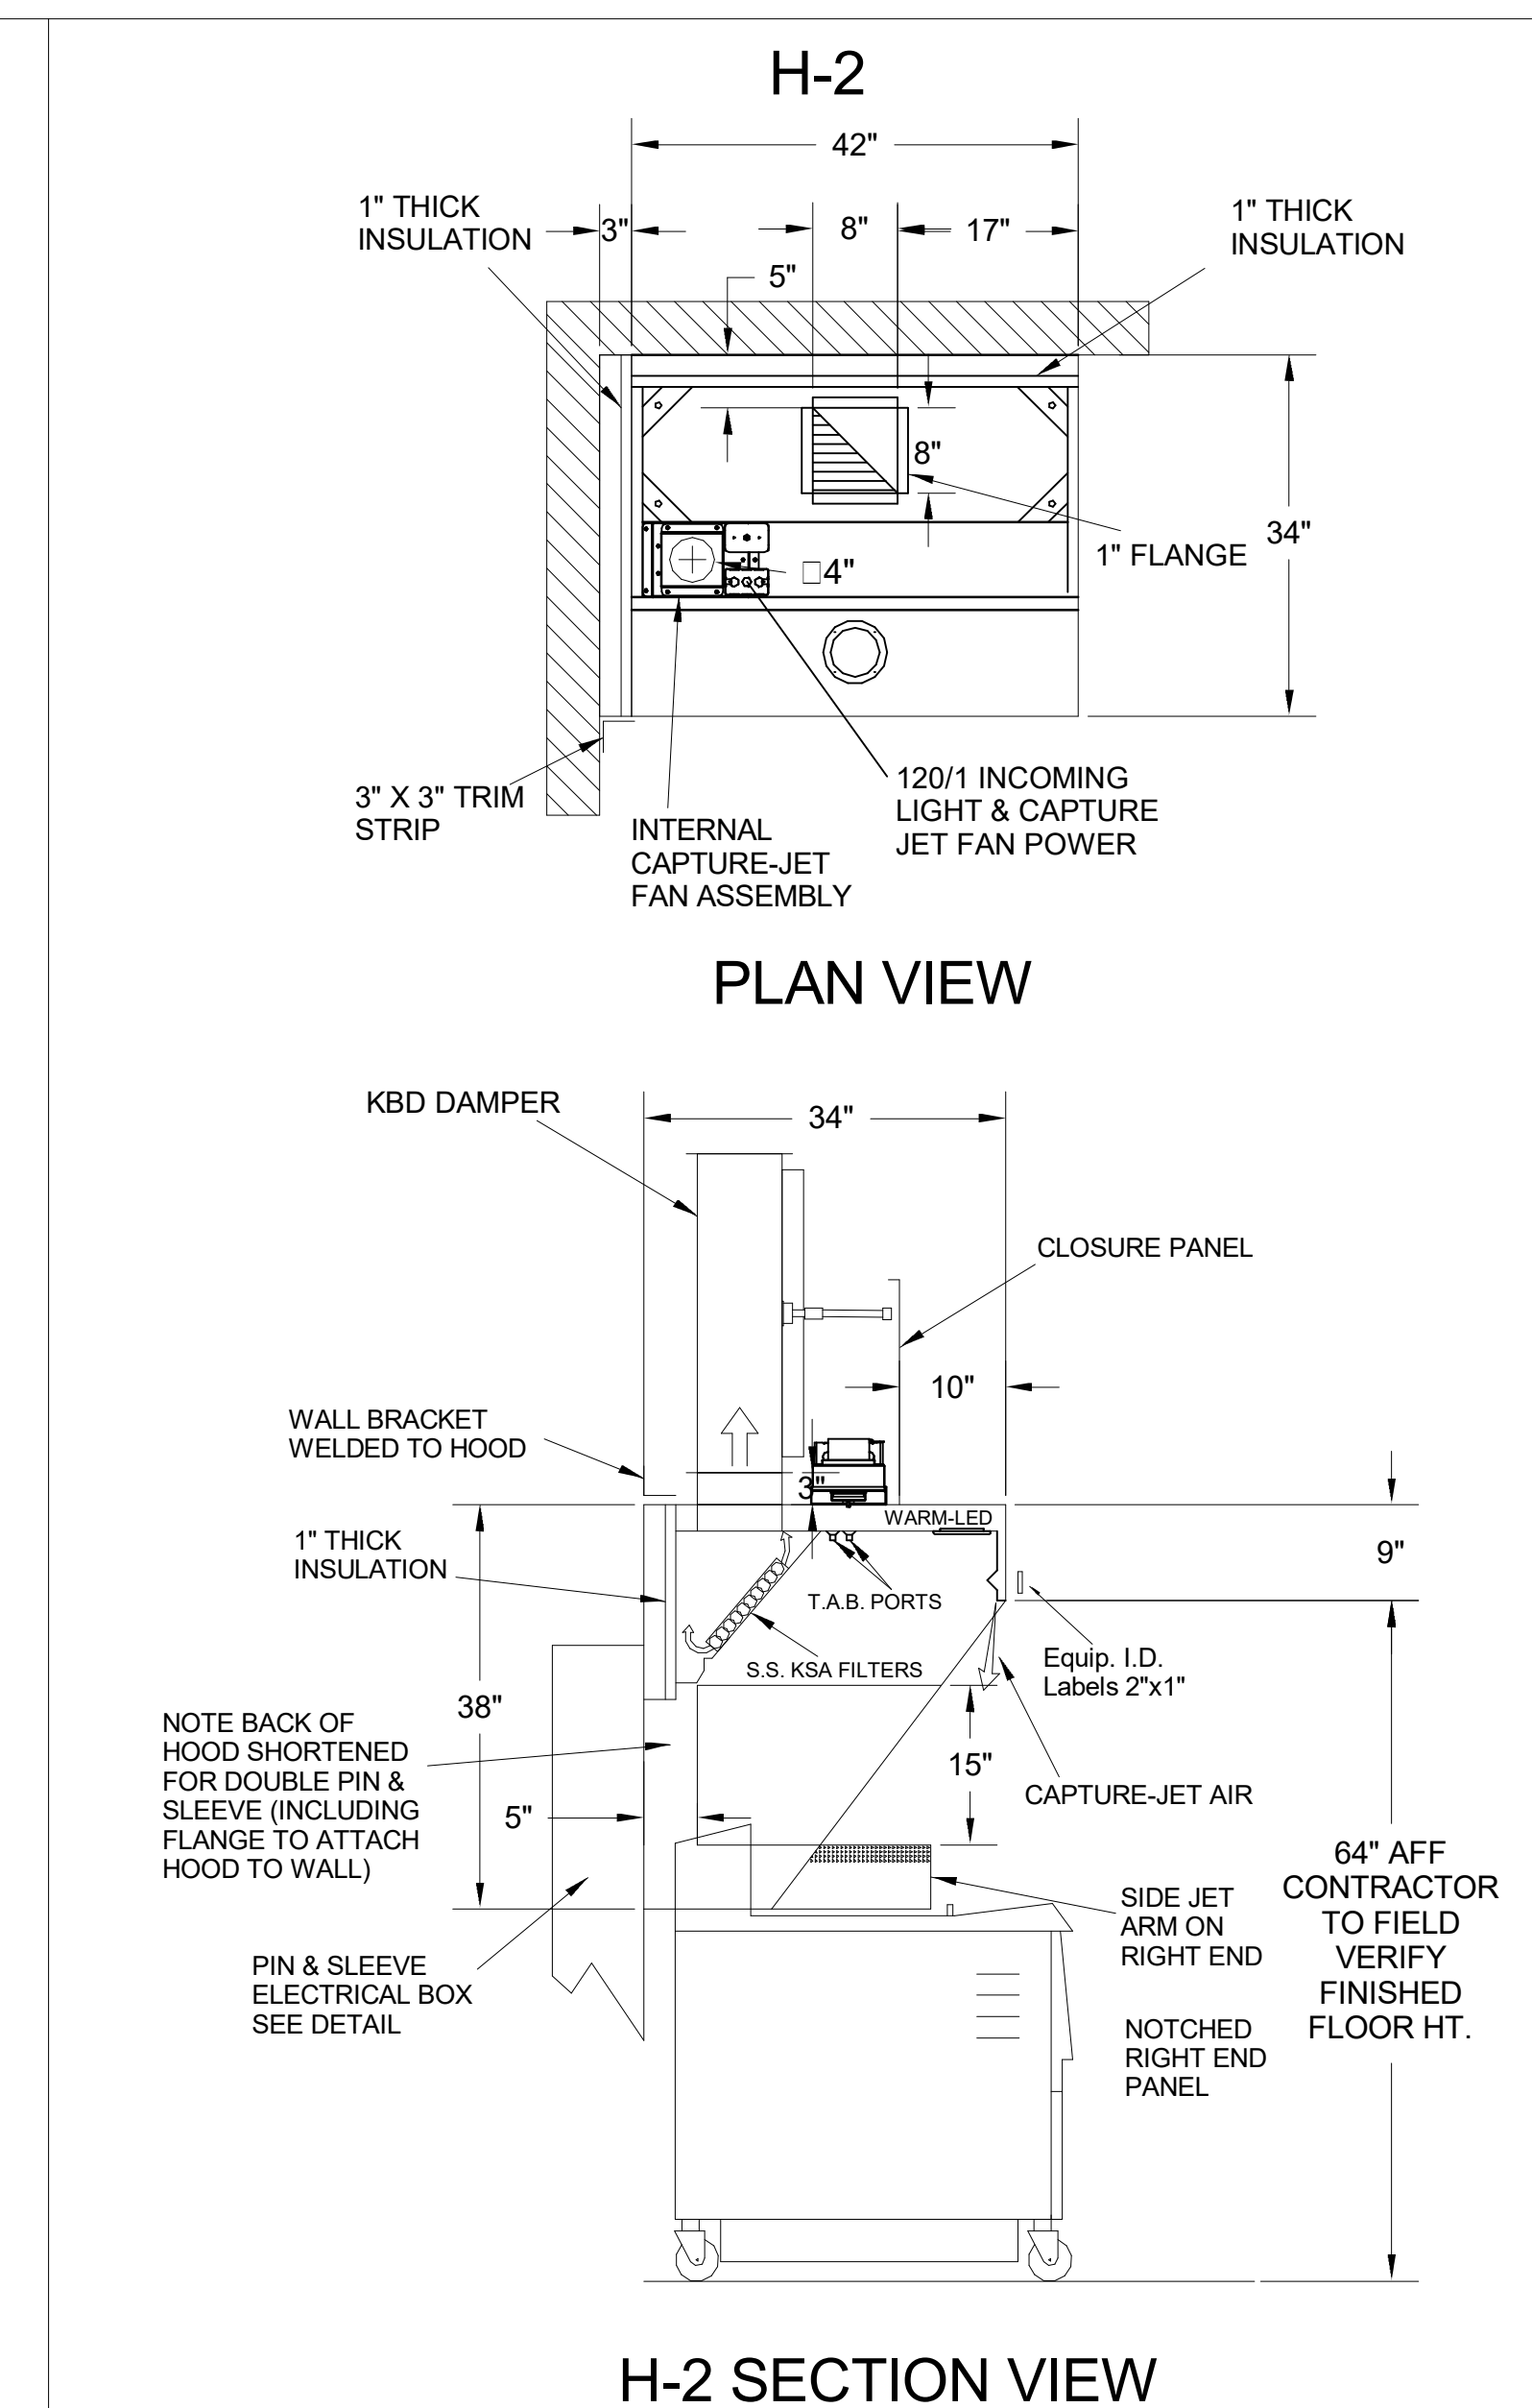 H-2
42"
1" THICK
INSULATION
3"
8"
17"
1" THICK
INSULATION
5"
8"
34"
1" FLANGE
□4"
3" X 3" TRIM
STRIP
INTERNAL
CAPTURE-JET
FAN ASSEMBLY
120/1 INCOMING
LIGHT & CAPTURE
JET FAN POWER
PLAN VIEW
KBD DAMPER
34"
CLOSURE PANEL
10"
WALL BRACKET
WELDED TO HOOD
3"
WARM-LED
1" THICK
INSULATION
9"
T.A.B. PORTS
S.S. KSA FILTERS
Equip. I.D.
Labels 2"x1"
38"
NOTE BACK OF
HOOD SHORTENED
FOR DOUBLE PIN &
SLEEVE (INCLUDING
FLANGE TO ATTACH
HOOD TO WALL)
15"
CAPTURE-JET AIR
5"
64" AFF
CONTRACTOR
TO FIELD
VERIFY
FINISHED
FLOOR HT.
SIDE JET
ARM ON
RIGHT END
PIN & SLEEVE
ELECTRICAL BOX
SEE DETAIL
NOTCHED
RIGHT END
PANEL
H-2 SECTION VIEW